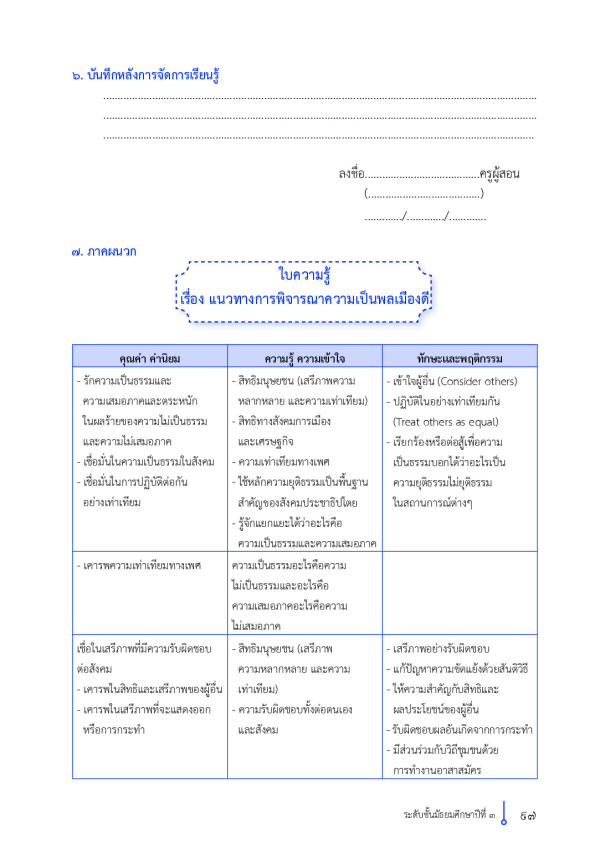 ๖. บันทึกหลังการจัดการเรียนรู้
................................................................................................................................................
................................................................................................................................................
...............................................................................................................................................
ลงชื่อ........................................ครูผู้สอน
(.......................................)
............./............./.............
๗. ภาคผนวก
ใบความรู้
เรื่อง แนวทางการพิจารณาความเป็นพลเมืองดี
คุณค่า ค่านิยม
- รักความเป็นธรรมและ
ความเสมอภาคและตระหนัก
ในผลร้ายของความไม่เป็นธรรม
และความไม่เสมอภาค
- เชื่อมั่นในความเป็นธรรมในสังคม
- เชื่อมั่นในการปฏิบัติต่อกัน
อย่างเท่าเทียม
ความรู้ ความเข้าใจ
- สิทธิมนุษยชน (เสรีภาพความ
หลากหลาย และความเท่าเทียม)
- สิทธิทางสังคมการเมือง
และเศรษฐกิจ
- ความเท่าเทียมทางเพศ
- ใช้หลักความยุติธรรมเป็นพื้นฐาน
สำคัญของสังคมประชาธิปไตย
- รู้จักแยกแยะได้ว่าอะไรคือ
ความเป็นธรรมและความเสมอภาค
ทักษะและพฤติกรรม
- เข้าใจผู้อื่น (Consider others)
- ปฏิบัติในอย่างเท่าเทียมกัน
(Treat others as equal)
- เรียกร้องหรือต่อสู้เพื่อความ
เป็นธรรมบอกได้ว่าอะไรเป็น
ความยุติธรรมไม่ยุติธรรม
ในสถานการณ์ต่างๆ
- เคารพความเท่าเทียมทางเพศ
ความเป็นธรรมอะไรคือความ
ไม่เป็นธรรมและอะไรคือ
ความเสมอภาคอะไรคือความ
ไม่เสมอภาค
เชื่อในเสรีภาพที่มีความรับผิดชอบ
ต่อสังคม
- เคารพในสิทธิและเสรีภาพของผู้อื่น
- เคารพในเสรีภาพที่จะแสดงออก
หรือการกระทำ
- สิทธิมนุษยชน (เสรีภาพ
ความหลากหลาย และความ
เท่าเทียม)
- ความรับผิดชอบทั้งต่อตนเอง
และสังคม
- เสรีภาพอย่างรับผิดชอบ
- แก้ปัญหาความขัดแย้งด้วยสันติวิธี
- ให้ความสำคัญกับสิทธิและ
ผลประโยชน์ของผู้อื่น
- รับผิดชอบผลอันเกิดจากการกระทำ
- มีส่วนร่วมกับวิถีชุมชนด้วย
การทำงานอาสาสมัคร
ระดับชั้นมัธยมศึกษาปีที่ ๓
๕๗